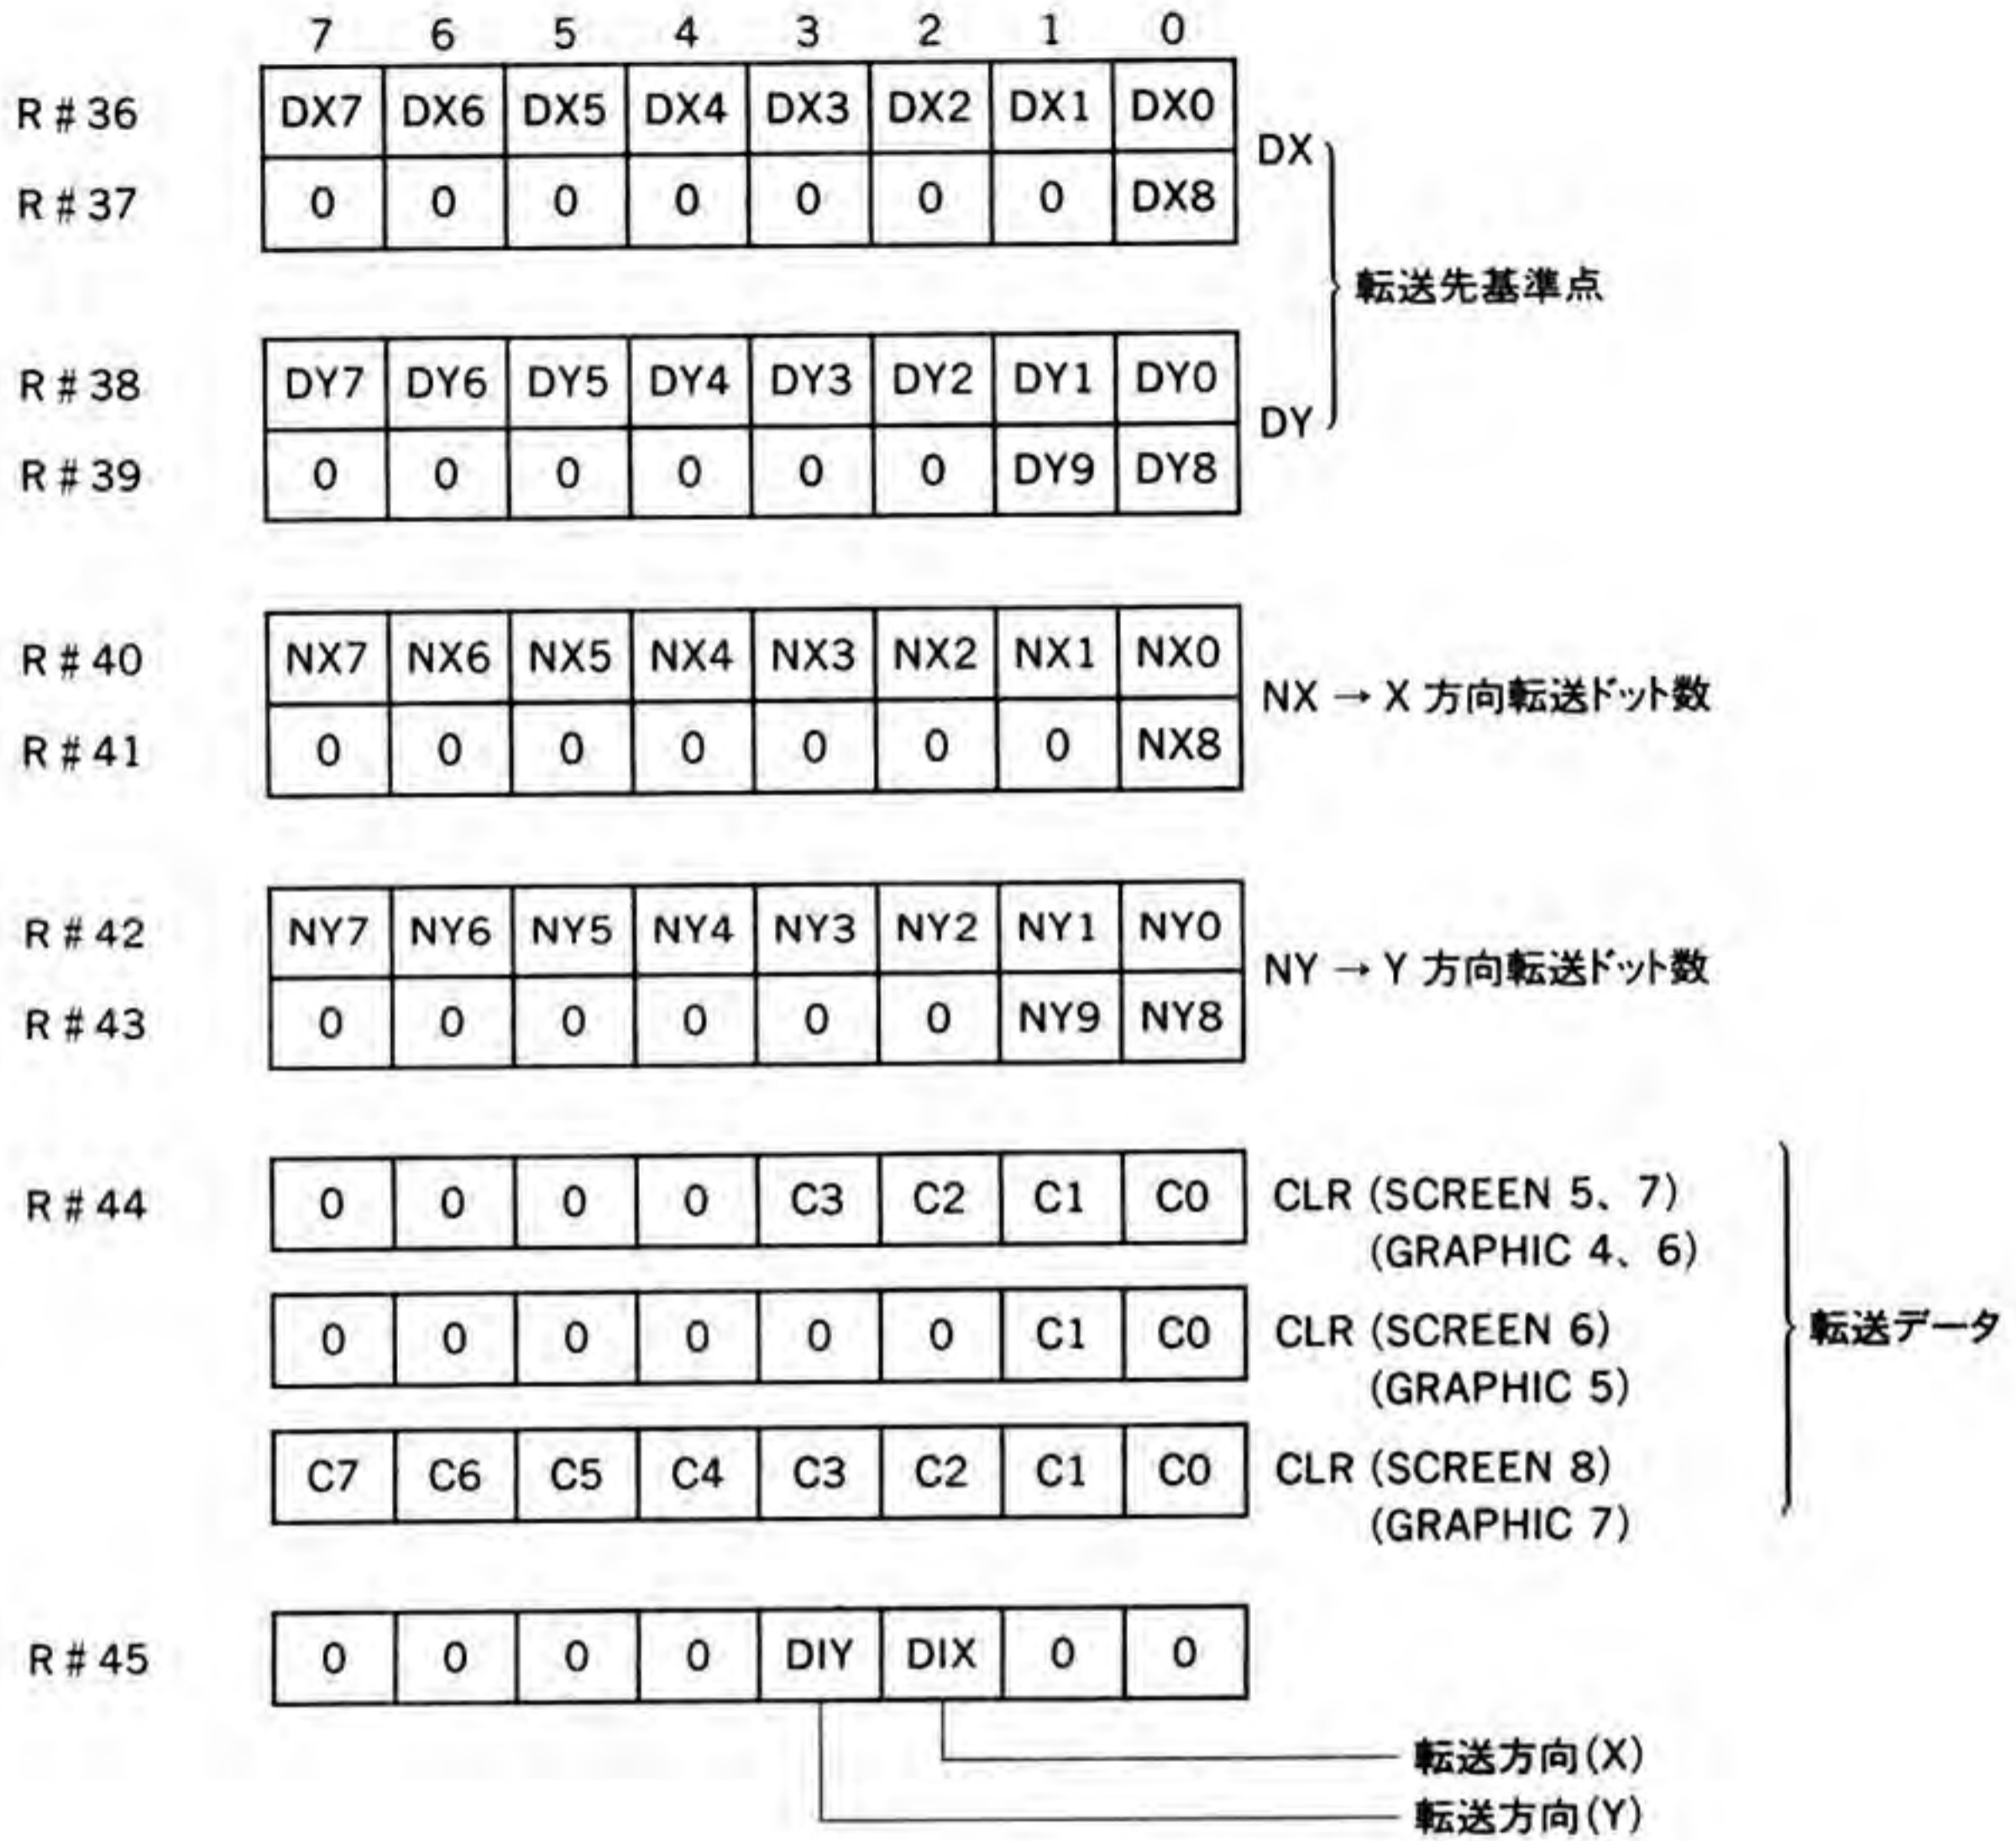 7 6 5 4 3 2 1 0
R#36 DX7 DX6 DX5 DX4 DX3 DX2 DX1 DX0
DX
R#37 0 0 0 0 0 0 0 DX8
転送先基準点
R#38 DY7 DY6 DY5 DY4 DY3 DY2 DY1 DY0
DY
R#39 0 0 0 0 0 0 DY9 DY8
R#40 NX7 NX6 NX5 NX4 NX3 NX2 NX1 NX0
NX → X 方向転送ドット数
R#41 0 0 0 0 0 0 0 NX8
R#42 NY7 NY6 NY5 NY4 NY3 NY2 NY1 NY0
NY → Y 方向転送ドット数
R#43 0 0 0 0 0 0 NY9 NY8
R#44 0 0 0 0 C3 C2 C1 C0 CLR (SCREEN 5、7)
(GRAPHIC 4、6)
0 0 0 0 0 0 C1 C0 CLR (SCREEN 6)
転送データ
(GRAPHIC 5)
C7 C6 C5 C4 C3 C2 C1 C0 CLR (SCREEN 8)
(GRAPHIC 7)
R#45 0 0 0 0 DIY DIX 0 0
転送方向(X)
転送方向(Y)